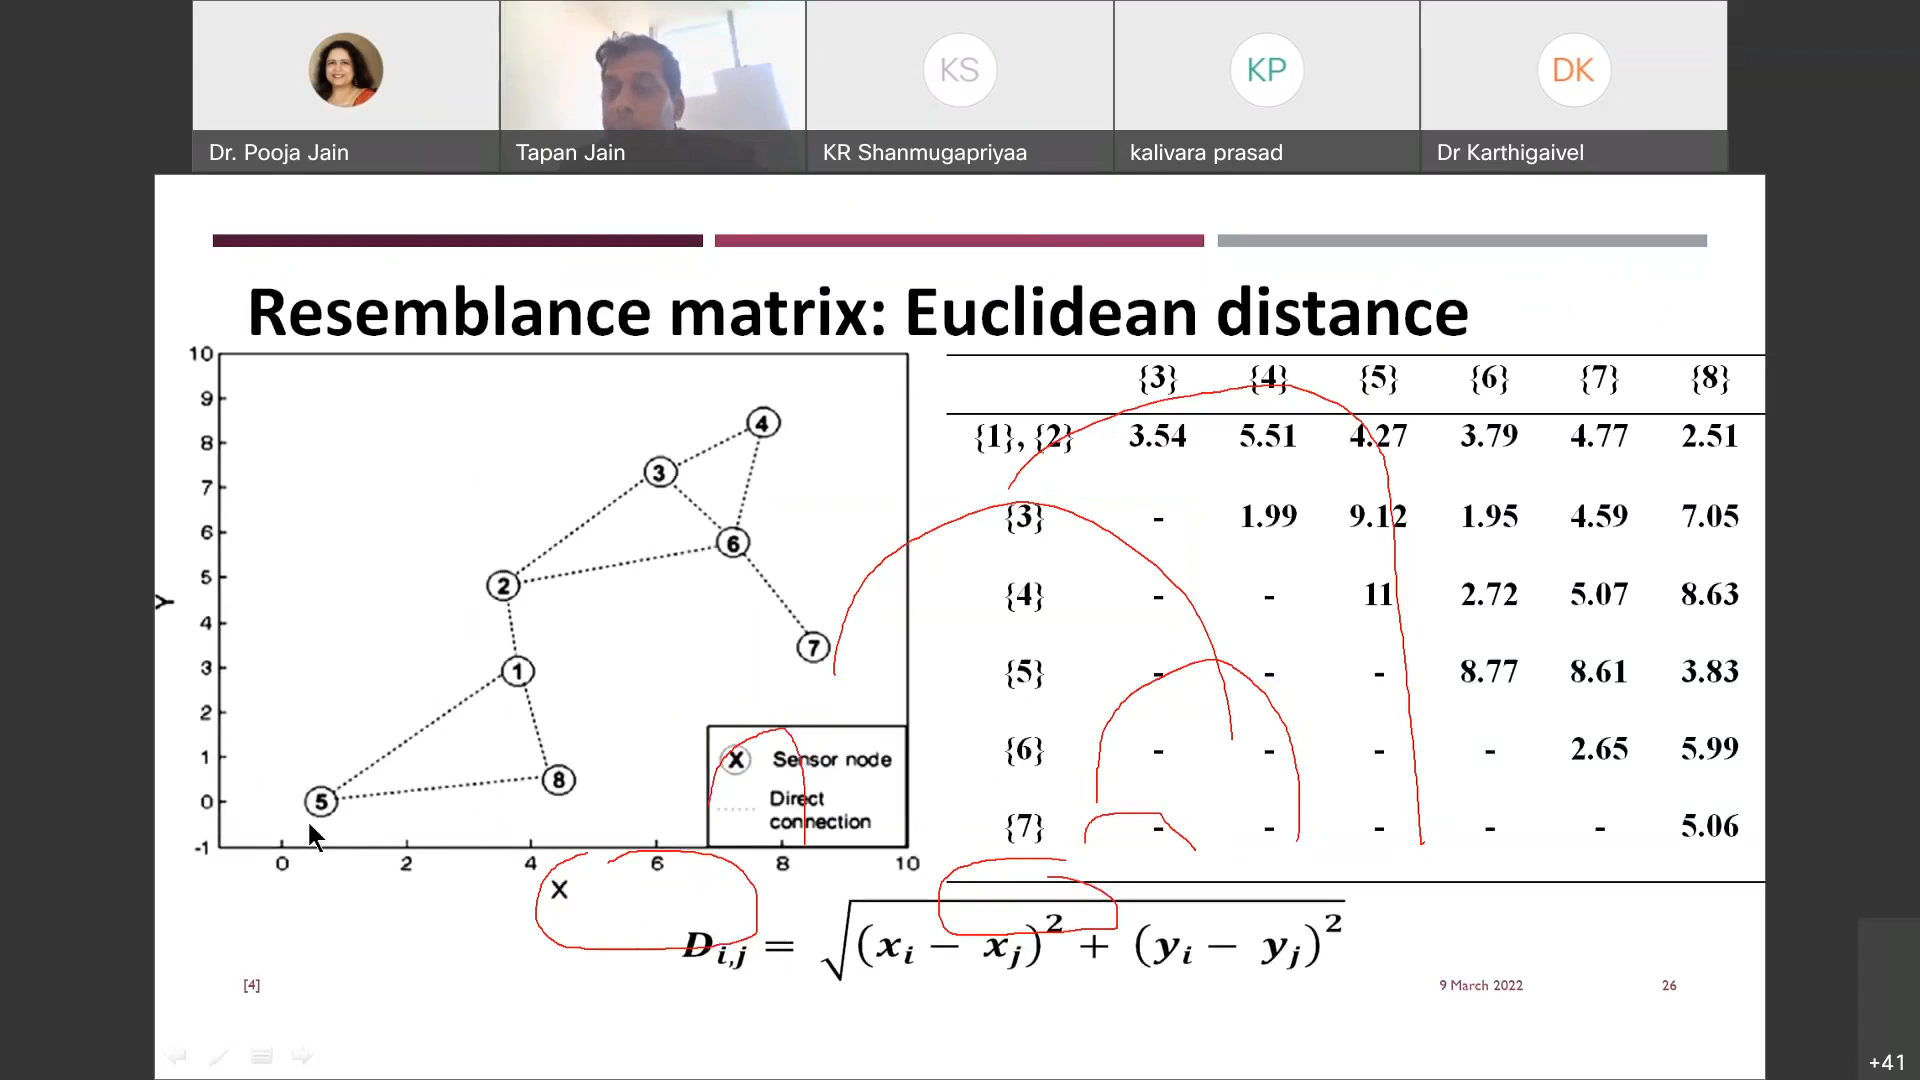 KS
KP
DK
Dr. Pooja Jain
Tapan Jain
KR Shanmugapriyaa
kalivara prasad
Dr Karthigaivel
Resemblance matrix: Euclidean distance
10
9
8
7
6
5
4
3
2
1
0
-1
Y
4
3
6
2
7
1
8
5
X Sensor node
Direct
connection
0 2 4 6 8 10
X
{3} {4} {5} {6} {7} {8}
{1}, {2} 3.54 5.51 4.27 3.79 4.77 2.51
{3} - 1.99 9.12 1.95 4.59 7.05
{4} - - 11 2.72 5.07 8.63
{5} - - - 8.77 8.61 3.83
{6} - - - - 2.65 5.99
{7} - - - - - 5.06
D_{i,j} = √((x_i − x_j)² + (y_i − y_j)²)
[4]
9 March 2022
26
+41